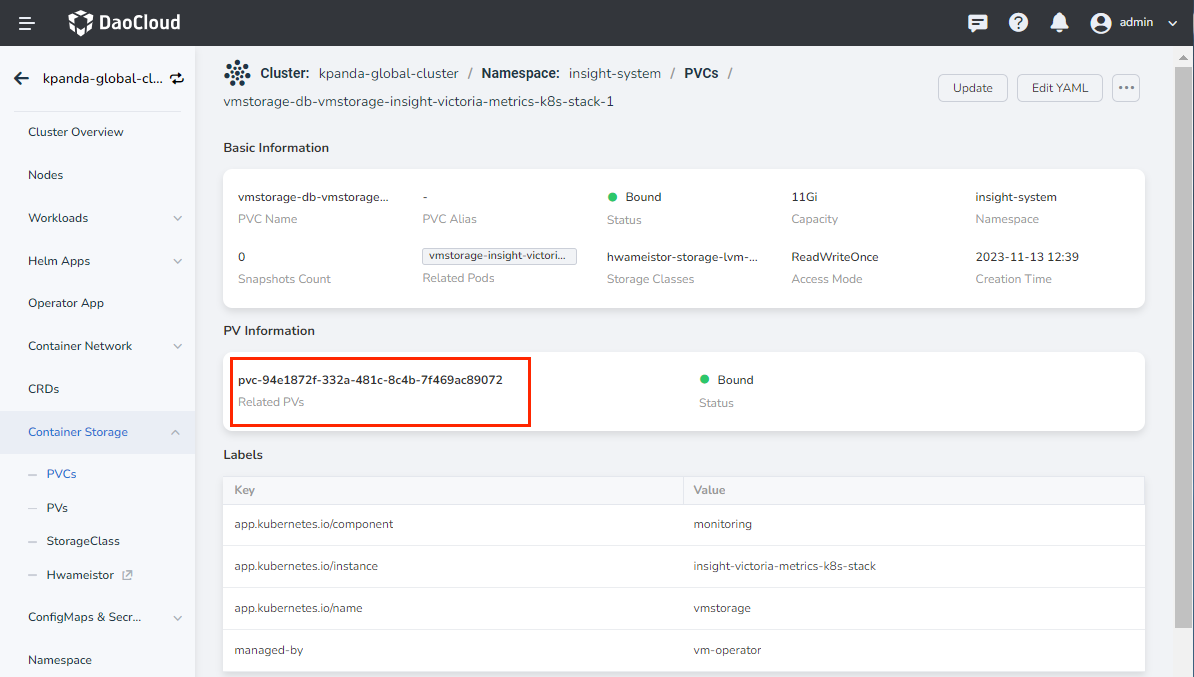 DaoCloud
admin
kpanda-global-cl...
Cluster Overview
Nodes
Workloads
Helm Apps
Operator App
Container Network
CRDs
Container Storage
PVCs
PVs
StorageClass
Hwameistor
ConfigMaps & Secr...
Namespace
Cluster: kpanda-global-cluster / Namespace: insight-system / PVCs /
vmstorage-db-vmstorage-insight-victoria-metrics-k8s-stack-1
Update
Edit YAML
Basic Information
vmstorage-db-vmstorage...
PVC Name
-
PVC Alias
Bound
Status
11Gi
Capacity
insight-system
Namespace
0
Snapshots Count
vmstorage-insight-victori...
Related Pods
hwameistor-storage-lvm-...
Storage Classes
ReadWriteOnce
Access Mode
2023-11-13 12:39
Creation Time
PV Information
pvc-94e1872f-332a-481c-8c4b-7f469ac89072
Related PVs
Bound
Status
Labels
Key Value
app.kubernetes.io/component monitoring
app.kubernetes.io/instance insight-victoria-metrics-k8s-stack
app.kubernetes.io/name vmstorage
managed-by vm-operator